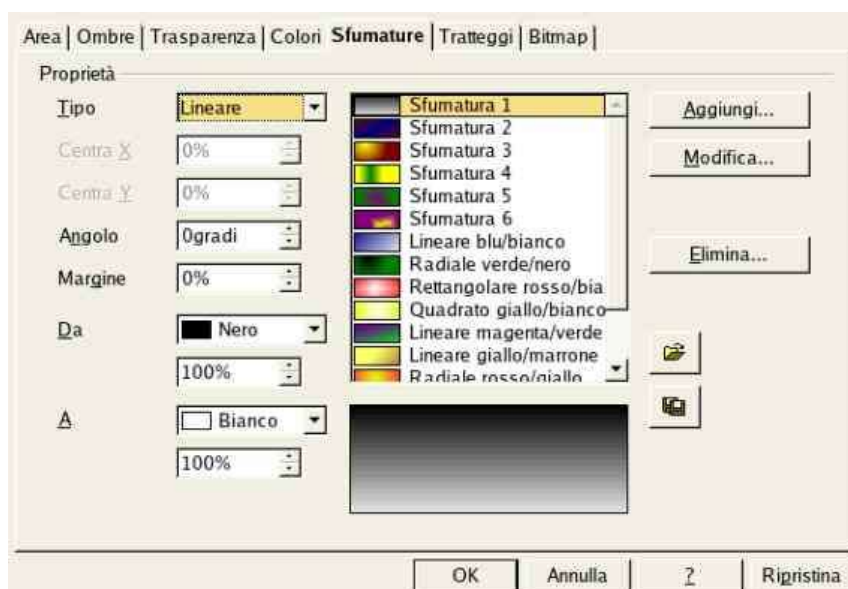 Area | Ombre | Trasparenza | Colori Sfumature | Tratteggi | Bitmap |
Proprietà
Tipo
Lineare
Centra X
0%
Centra Y
0%
Angolo
0gradi
Margine
0%
Da
Nero
100%
A
Bianco
100%
Sfumatura 1
Sfumatura 2
Sfumatura 3
Sfumatura 4
Sfumatura 5
Sfumatura 6
Lineare blu/bianco
Radiale verde/nero
Rettangolare rosso/bia
Quadrato giallo/bianco
Lineare magenta/verde
Lineare giallo/marrone
Radiale rosso/giallo
Aggiungi...
Modifica...
Elimina...
OK
Annulla
?
Ripristina